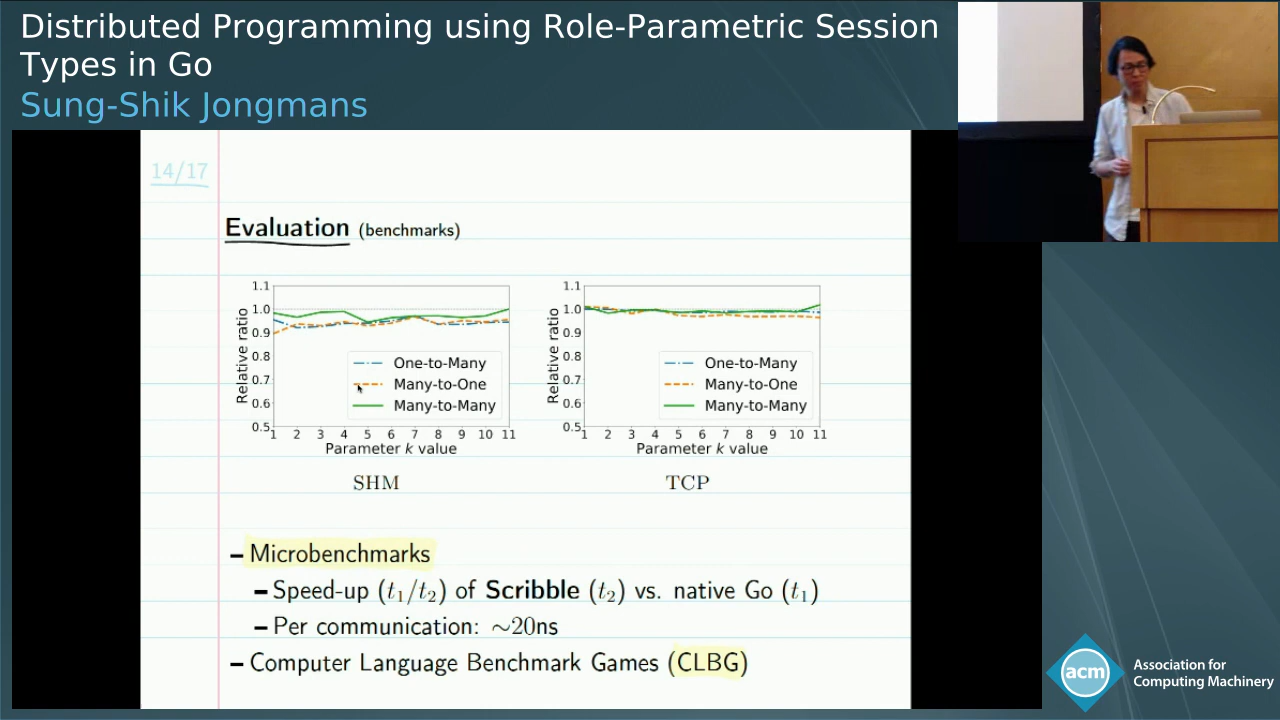 Distributed Programming using Role-Parametric Session
Types in Go
Sung-Shik Jongmans
14/17
Evaluation (benchmarks)
1.1
1.0
0.9
0.8
0.7
0.6
0.5
Relative ratio
One-to-Many
Many-to-One
Many-to-Many
1 2 3 4 5 6 7 8 9 10 11
Parameter k value
SHM
1.1
1.0
0.9
0.8
0.7
0.6
0.5
Relative ratio
One-to-Many
Many-to-One
Many-to-Many
1 2 3 4 5 6 7 8 9 10 11
Parameter k value
TCP
– Microbenchmarks
– Speed-up (t₁/t₂) of Scribble (t₂) vs. native Go (t₁)
– Per communication: ∼20ns
– Computer Language Benchmark Games (CLBG)
acm
Association for
Computing Machinery